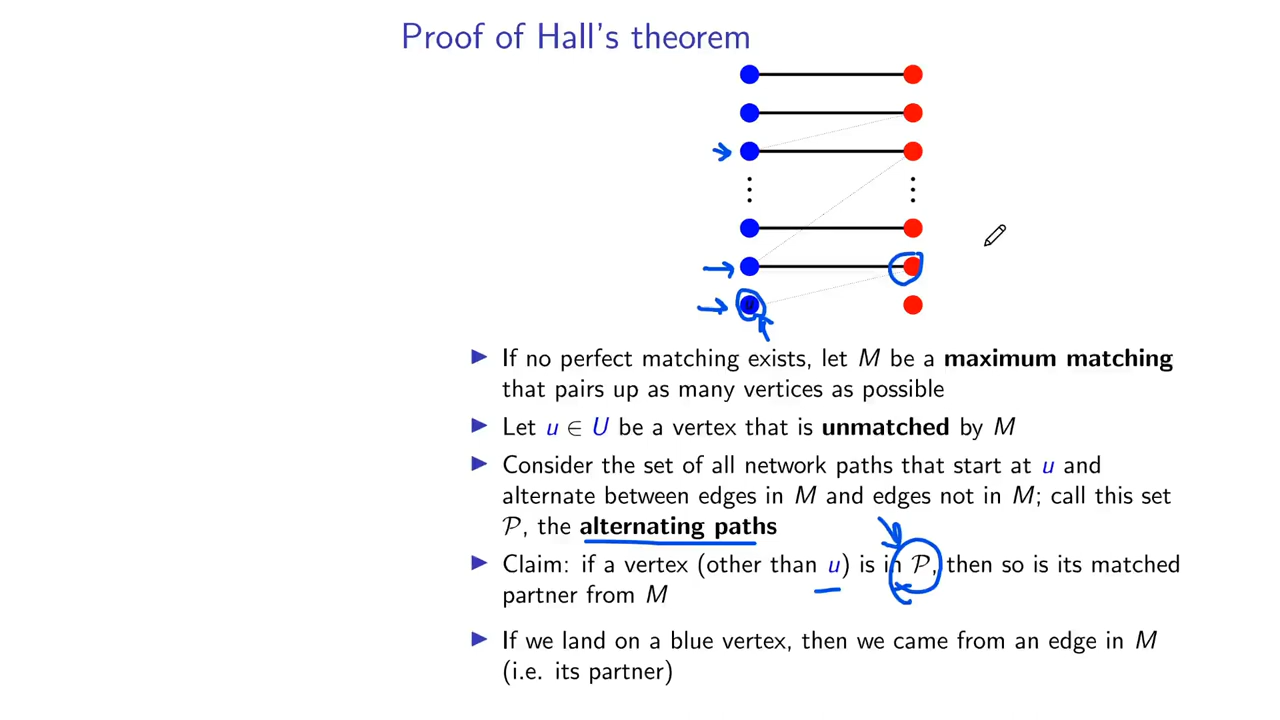 Proof of Hall's theorem
u
▶ If no perfect matching exists, let M be a maximum matching
that pairs up as many vertices as possible
▶ Let u ∈ U be a vertex that is unmatched by M
▶ Consider the set of all network paths that start at u and
alternate between edges in M and edges not in M; call this set
𝒫, the alternating paths
▶ Claim: if a vertex (other than u) is in 𝒫, then so is its matched
partner from M
▶ If we land on a blue vertex, then we came from an edge in M
(i.e. its partner)